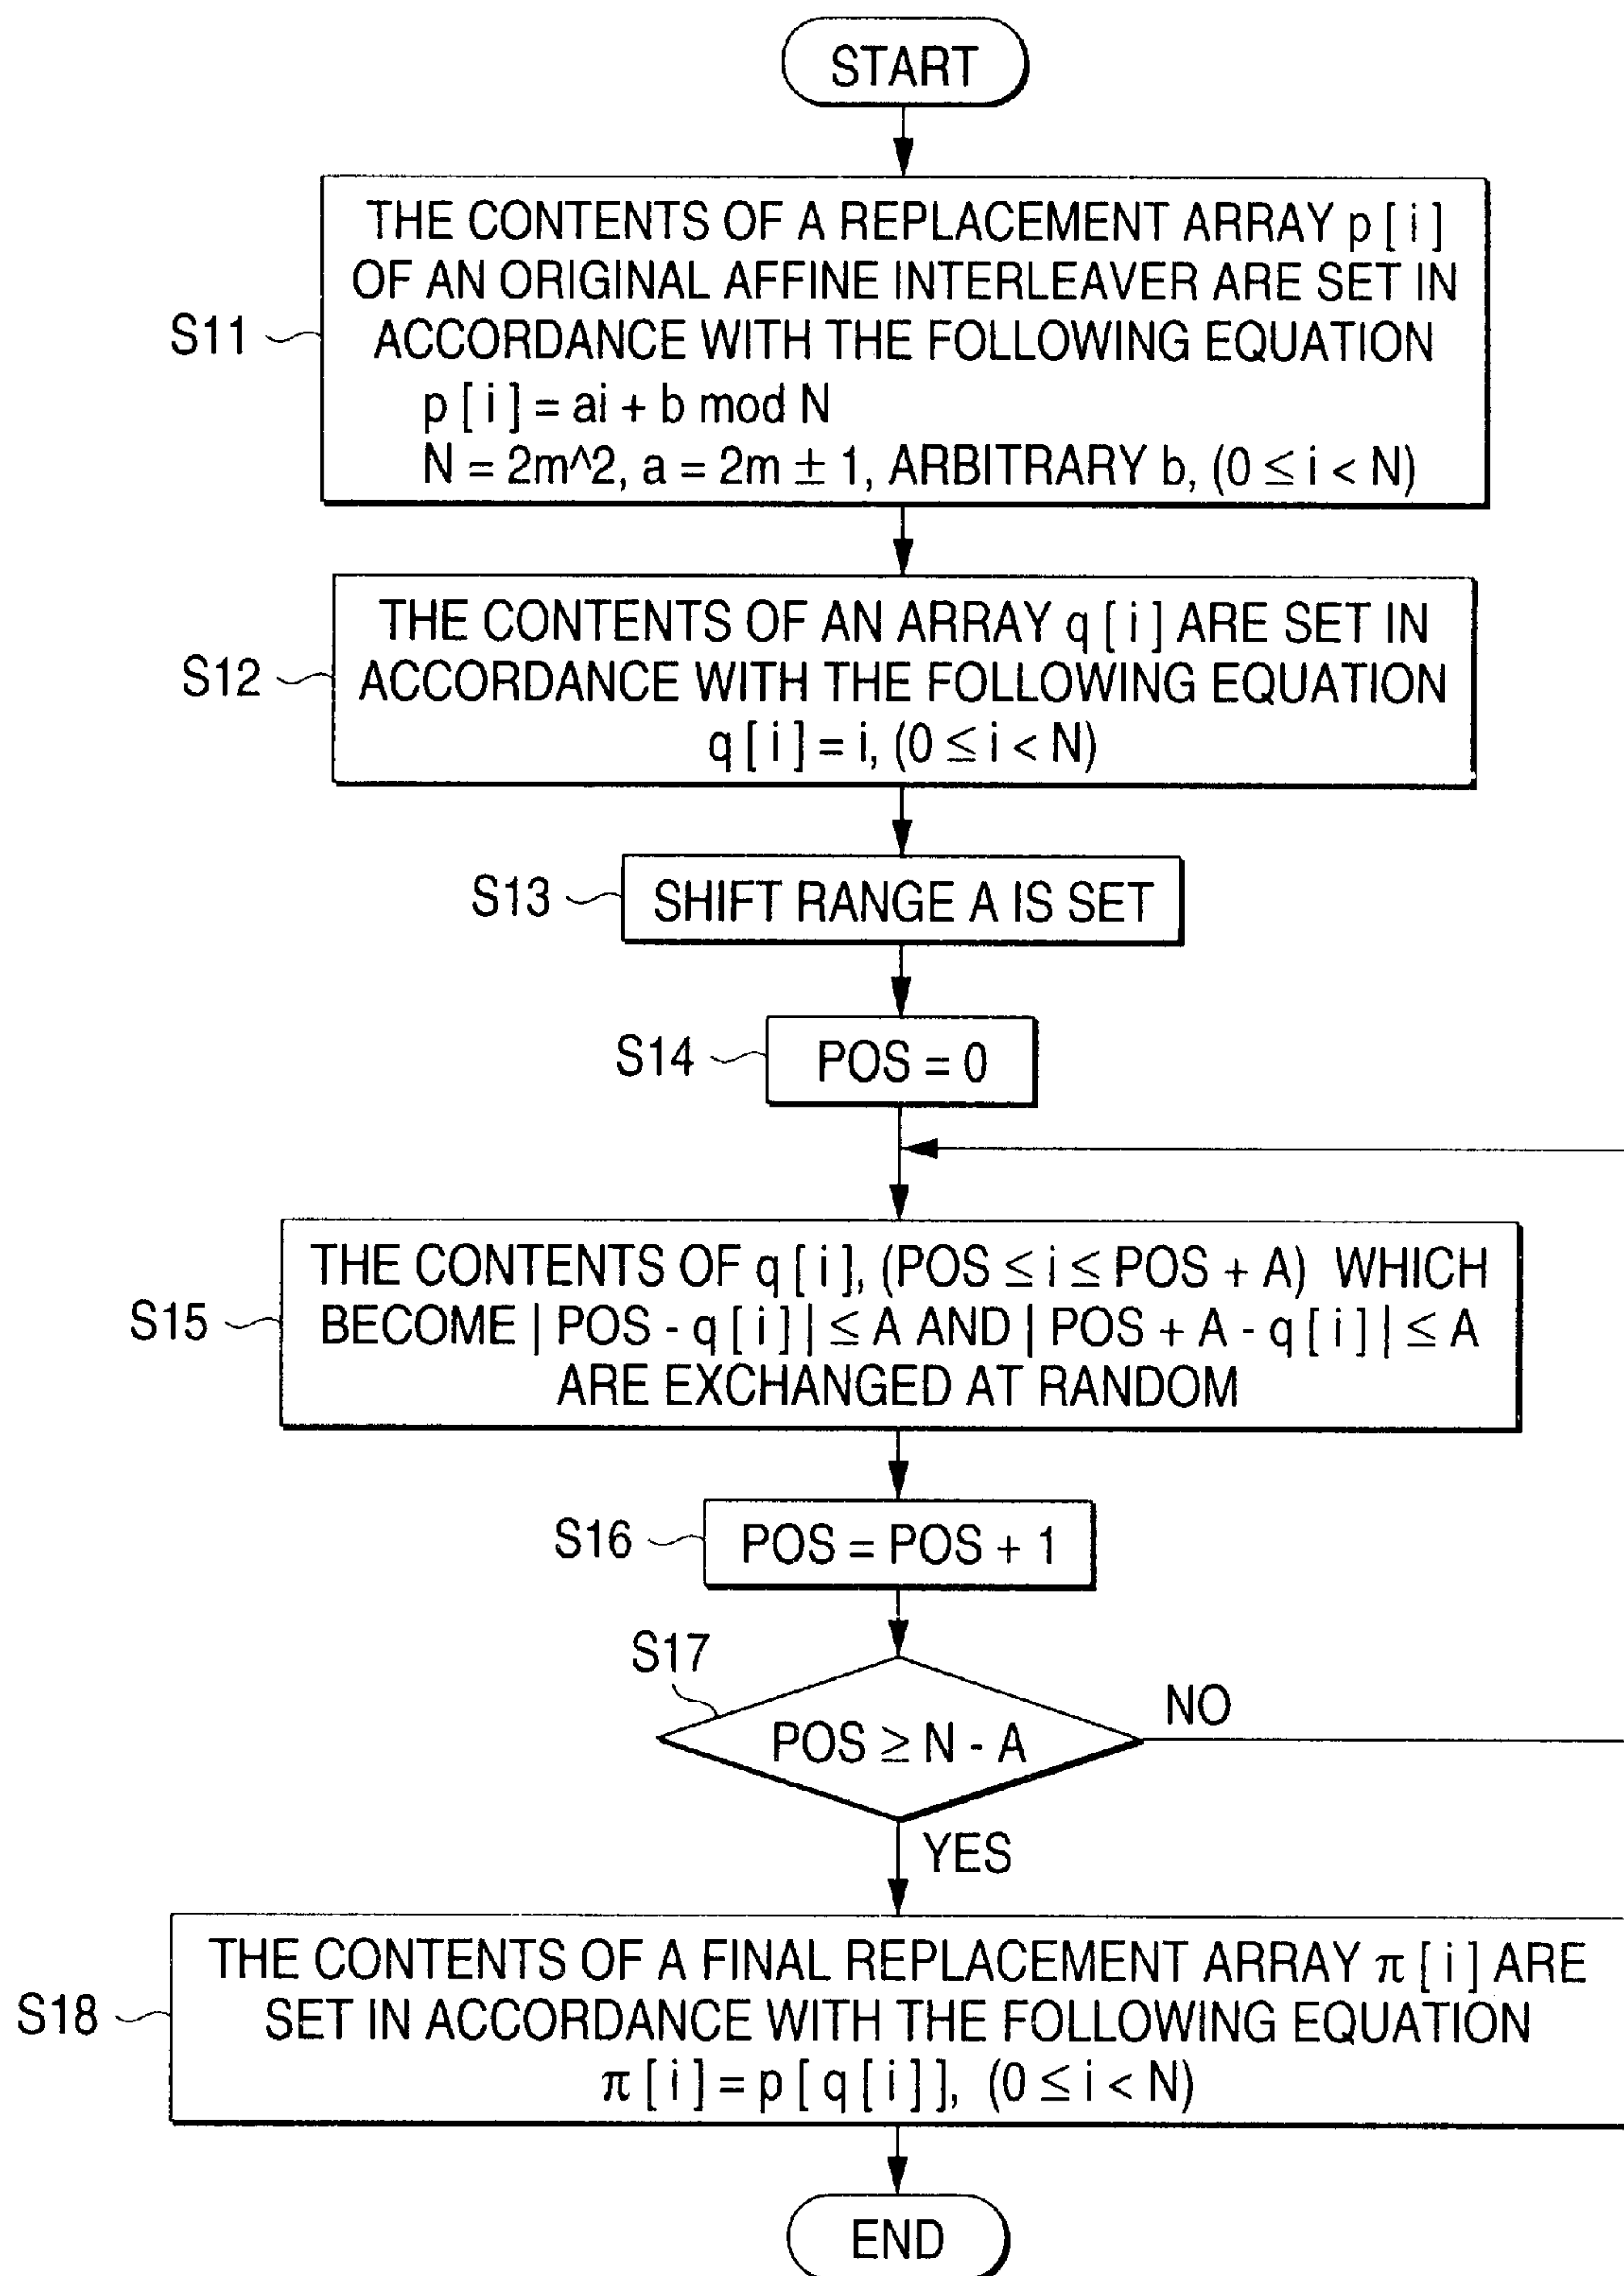 START
THE CONTENTS OF A REPLACEMENT ARRAY p [ i ]
OF AN ORIGINAL AFFINE INTERLEAVER ARE SET IN
S11
ACCORDANCE WITH THE FOLLOWING EQUATION
p [ i ] = ai + b mod N
N = 2m^2, a = 2m ± 1, ARBITRARY b, (0 ≤ i < N)
THE CONTENTS OF AN ARRAY q [ i ] ARE SET IN
S12
ACCORDANCE WITH THE FOLLOWING EQUATION
q [ i ] = i, (0 ≤ i < N)
S13
SHIFT RANGE A IS SET
S14
POS = 0
THE CONTENTS OF q [ i ], (POS ≤ i ≤ POS + A) WHICH
S15
BECOME | POS - q [ i ] | ≤ A AND | POS + A - q [ i ] | ≤ A
ARE EXCHANGED AT RANDOM
S16
POS = POS + 1
S17
POS ≥ N - A
NO
YES
THE CONTENTS OF A FINAL REPLACEMENT ARRAY π [ i ] ARE
S18
SET IN ACCORDANCE WITH THE FOLLOWING EQUATION
π [ i ] = p [ q [ i ] ], (0 ≤ i < N)
END